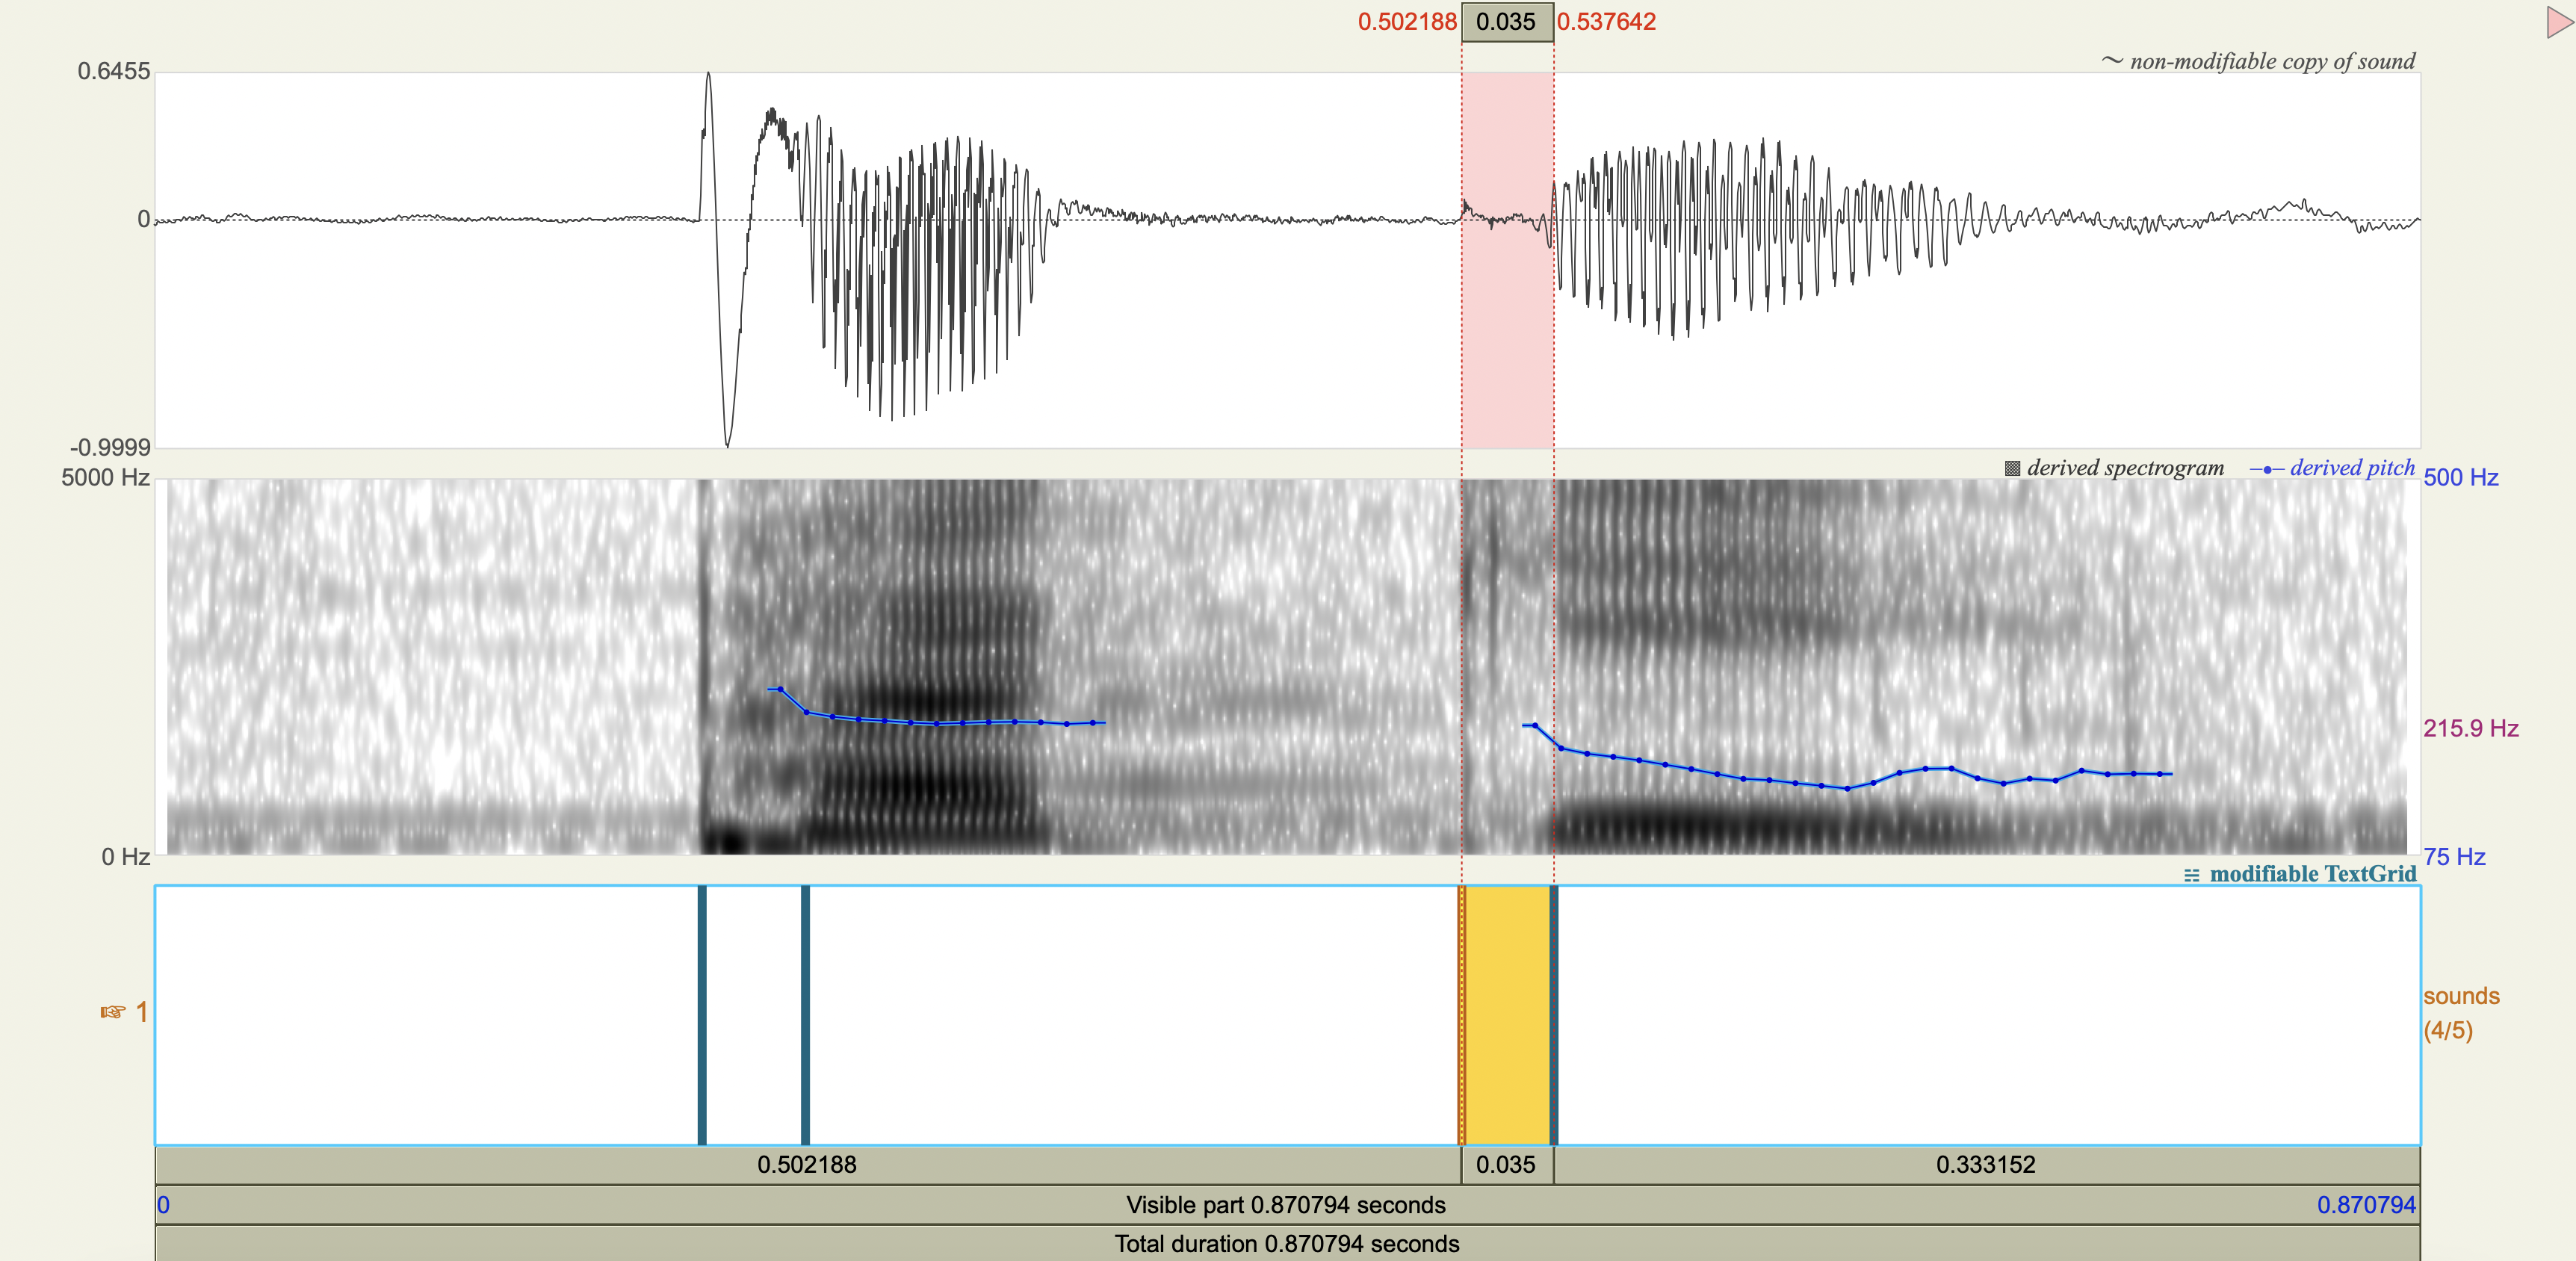 0.502188 0.035 0.537642
0.6455
~ non-modifiable copy of sound
0
-0.9999
5000 Hz
derived spectrogram derived pitch
500 Hz
215.9 Hz
0 Hz
75 Hz
modifiable TextGrid
☞ 1
sounds
(4/5)
0.502188 0.035 0.333152
0 Visible part 0.870794 seconds 0.870794
Total duration 0.870794 seconds